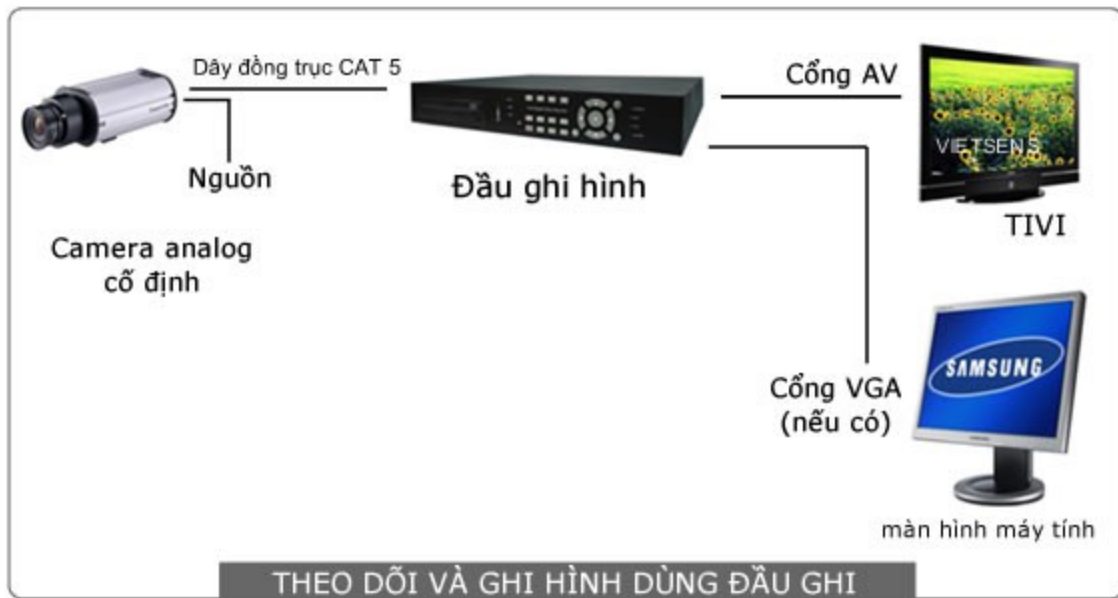 Dây đồng trục CAT 5
Nguồn
Camera analog
cố định
Đầu ghi hình
Cổng AV
VIETSENS
TIVI
Cổng VGA
(nếu có)
SAMSUNG
màn hình máy tính
THEO DÕI VÀ GHI HÌNH DÙNG ĐẦU GHI